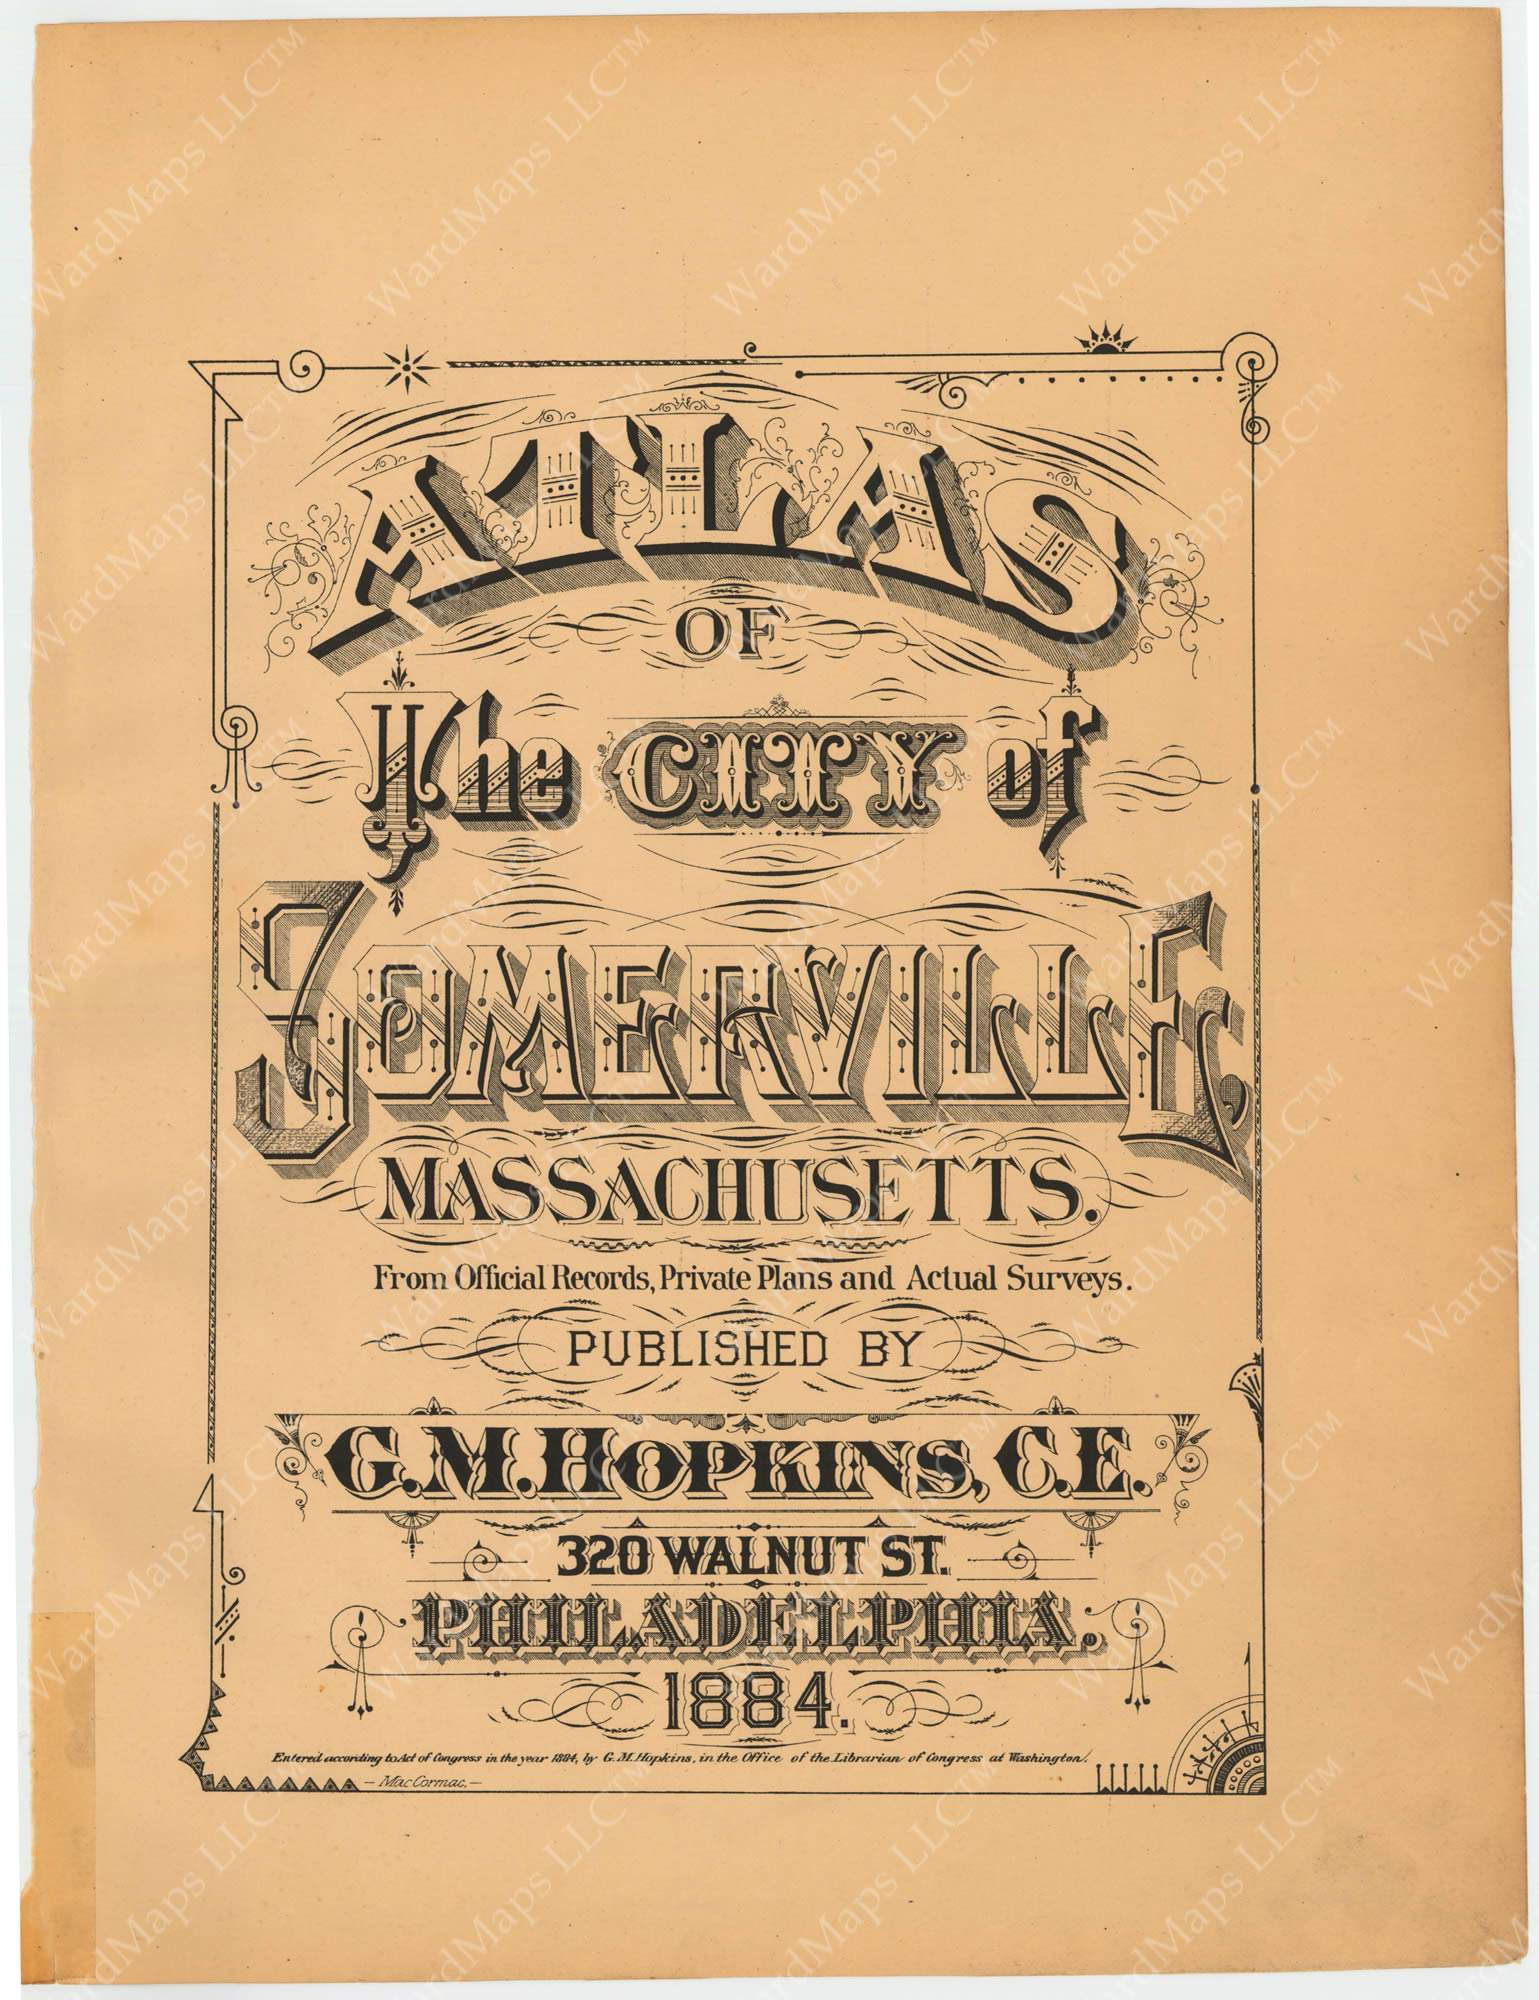 ATLAS
OF
The CITY of
SOMERVILLE,
MASSACHUSETTS.
From Official Records, Private Plans and Actual Surveys.
PUBLISHED BY
G.M. HOPKINS, C.E.
320 WALNUT ST.
PHILADELPHIA.
1884.
Entered according to Act of Congress in the year 1884, by G. M. Hopkins, in the Office of the Librarian of Congress at Washington.
– MacCormac. –
WardMaps LLC™